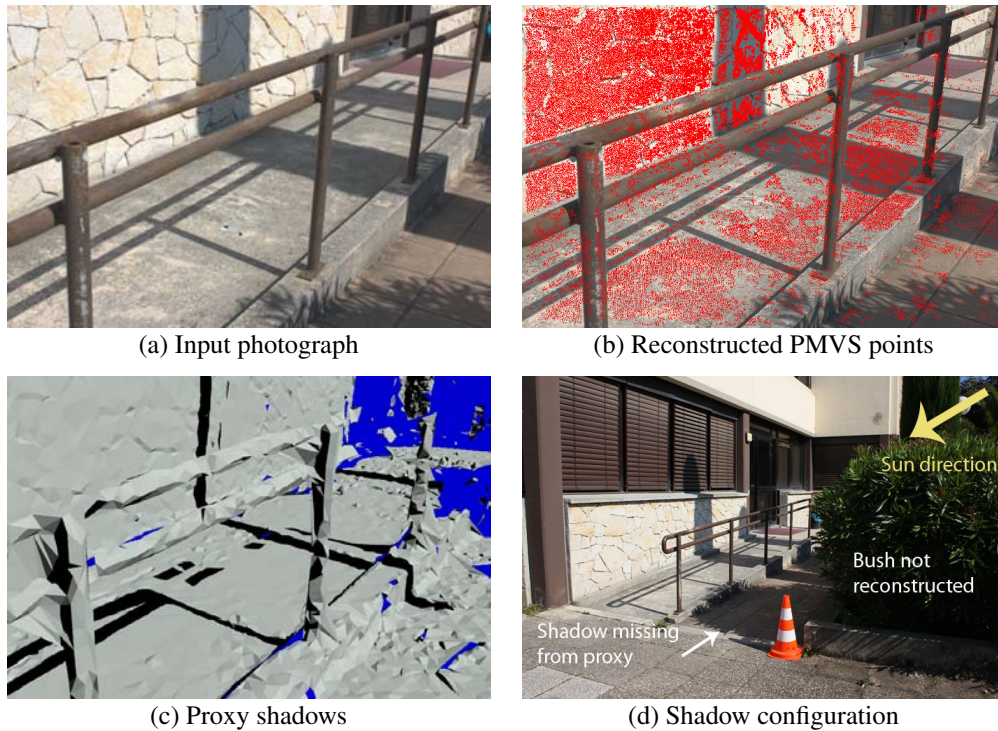 (a) Input photograph
(b) Reconstructed PMVS points
(c) Proxy shadows
Sun direction
Bush not
reconstructed
Shadow missing
from proxy
(d) Shadow configuration